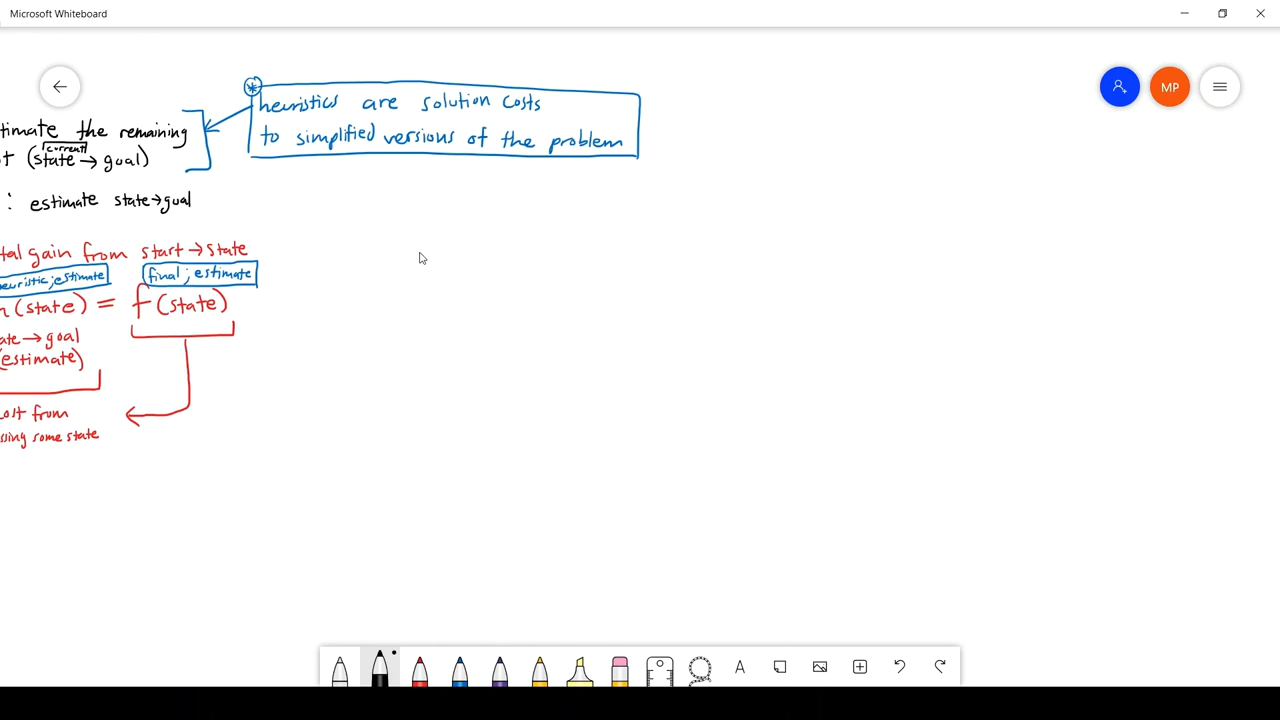 Microsoft Whiteboard
MP
* heuristics are solution costs
to simplified versions of the problem
timate the remaining
current
t (state → goal)
: estimate state→goal
tal gain from start → state
euristic; estimate
final ; estimate
h(state) = f(state)
ate → goal
(estimate)
ost from
ssing some state
A